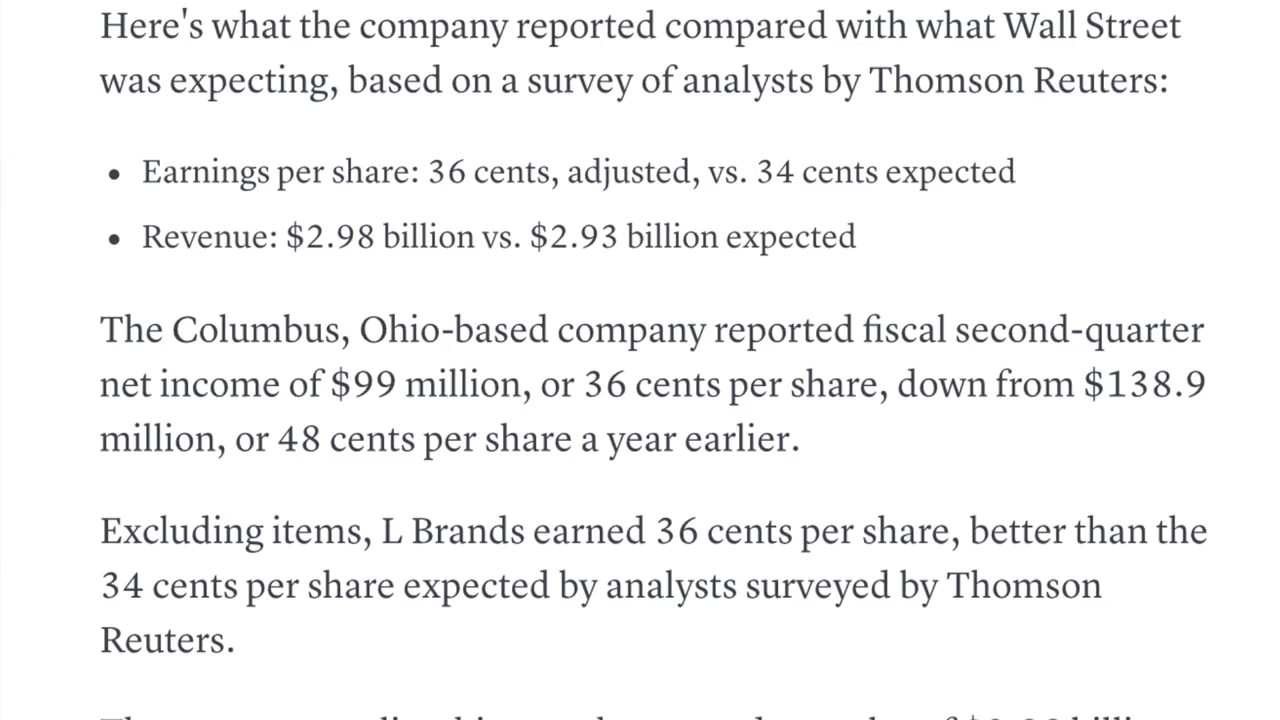 Here's what the company reported compared with what Wall Street
was expecting, based on a survey of analysts by Thomson Reuters:
• Earnings per share: 36 cents, adjusted, vs. 34 cents expected
• Revenue: $2.98 billion vs. $2.93 billion expected
The Columbus, Ohio-based company reported fiscal second-quarter
net income of $99 million, or 36 cents per share, down from $138.9
million, or 48 cents per share a year earlier.
Excluding items, L Brands earned 36 cents per share, better than the
34 cents per share expected by analysts surveyed by Thomson
Reuters.